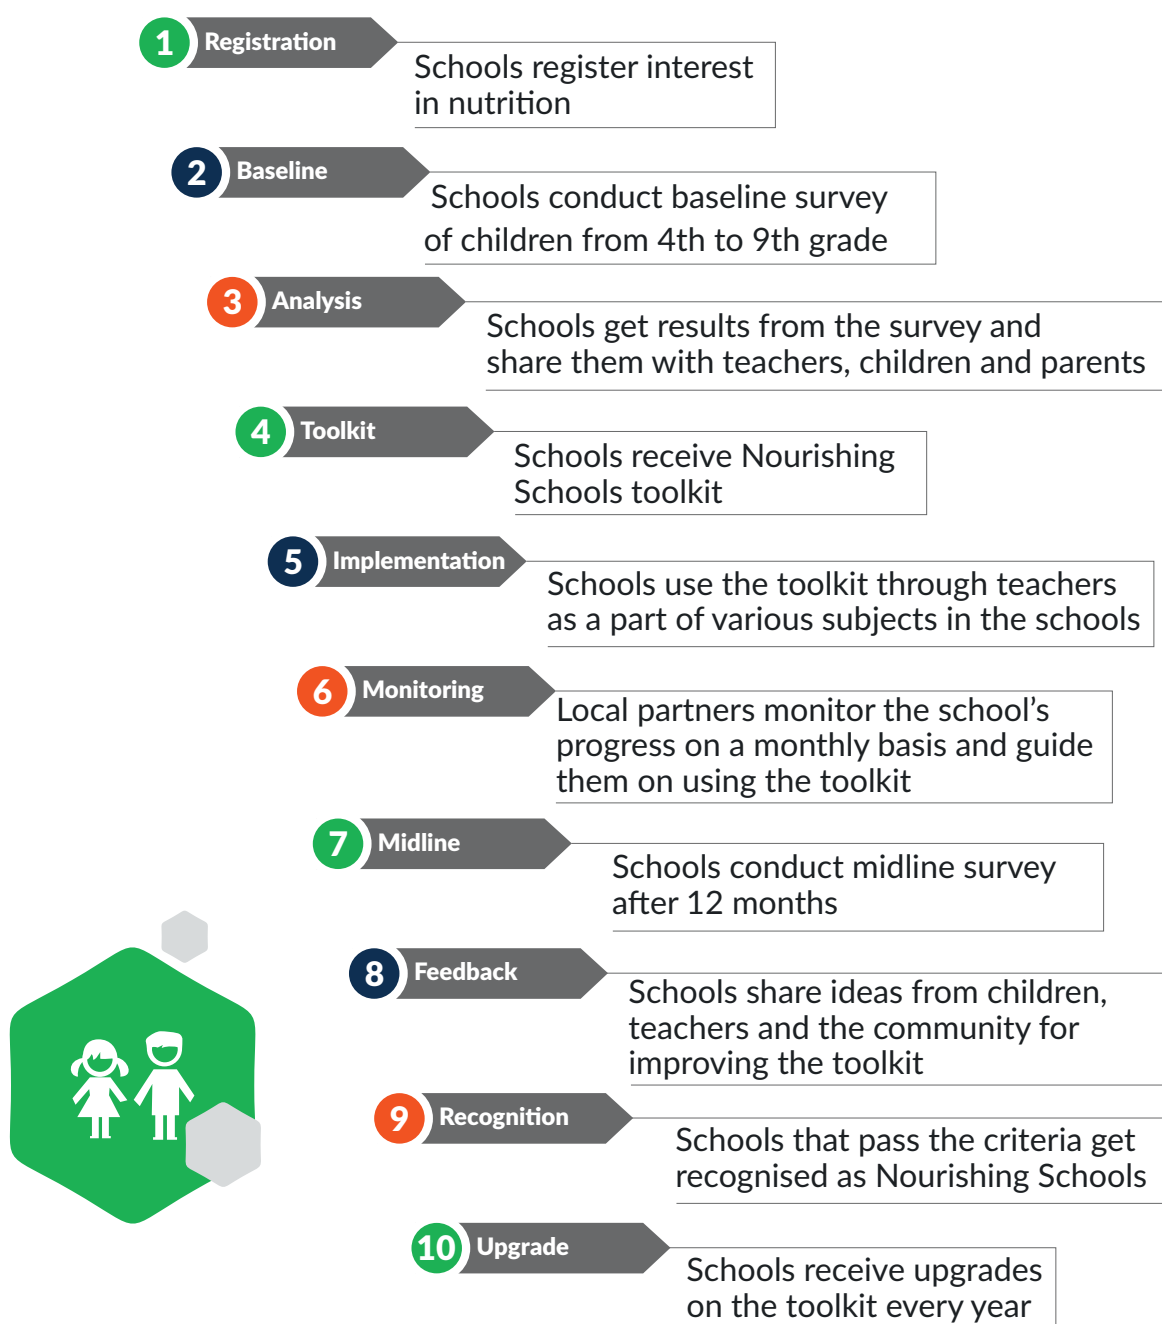 1 Registration
Schools register interest
in nutrition
2 Baseline
Schools conduct baseline survey
of children from 4th to 9th grade
3 Analysis
Schools get results from the survey and
share them with teachers, children and parents
4 Toolkit
Schools receive Nourishing
Schools toolkit
5 Implementation
Schools use the toolkit through teachers
as a part of various subjects in the schools
6 Monitoring
Local partners monitor the school’s
progress on a monthly basis and guide
them on using the toolkit
7 Midline
Schools conduct midline survey
after 12 months
8 Feedback
Schools share ideas from children,
teachers and the community for
improving the toolkit
9 Recognition
Schools that pass the criteria get
recognised as Nourishing Schools
10 Upgrade
Schools receive upgrades
on the toolkit every year